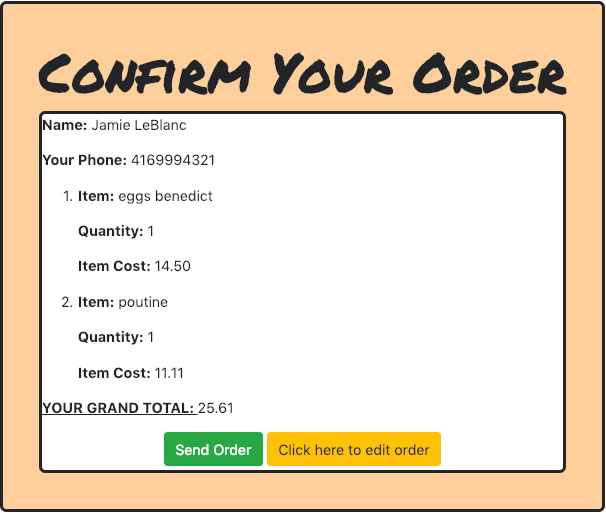 Confirm Your Order
Name: Jamie LeBlanc
Your Phone: 4169994321
1. Item: eggs benedict
Quantity: 1
Item Cost: 14.50
2. Item: poutine
Quantity: 1
Item Cost: 11.11
YOUR GRAND TOTAL: 25.61
Send Order Click here to edit order